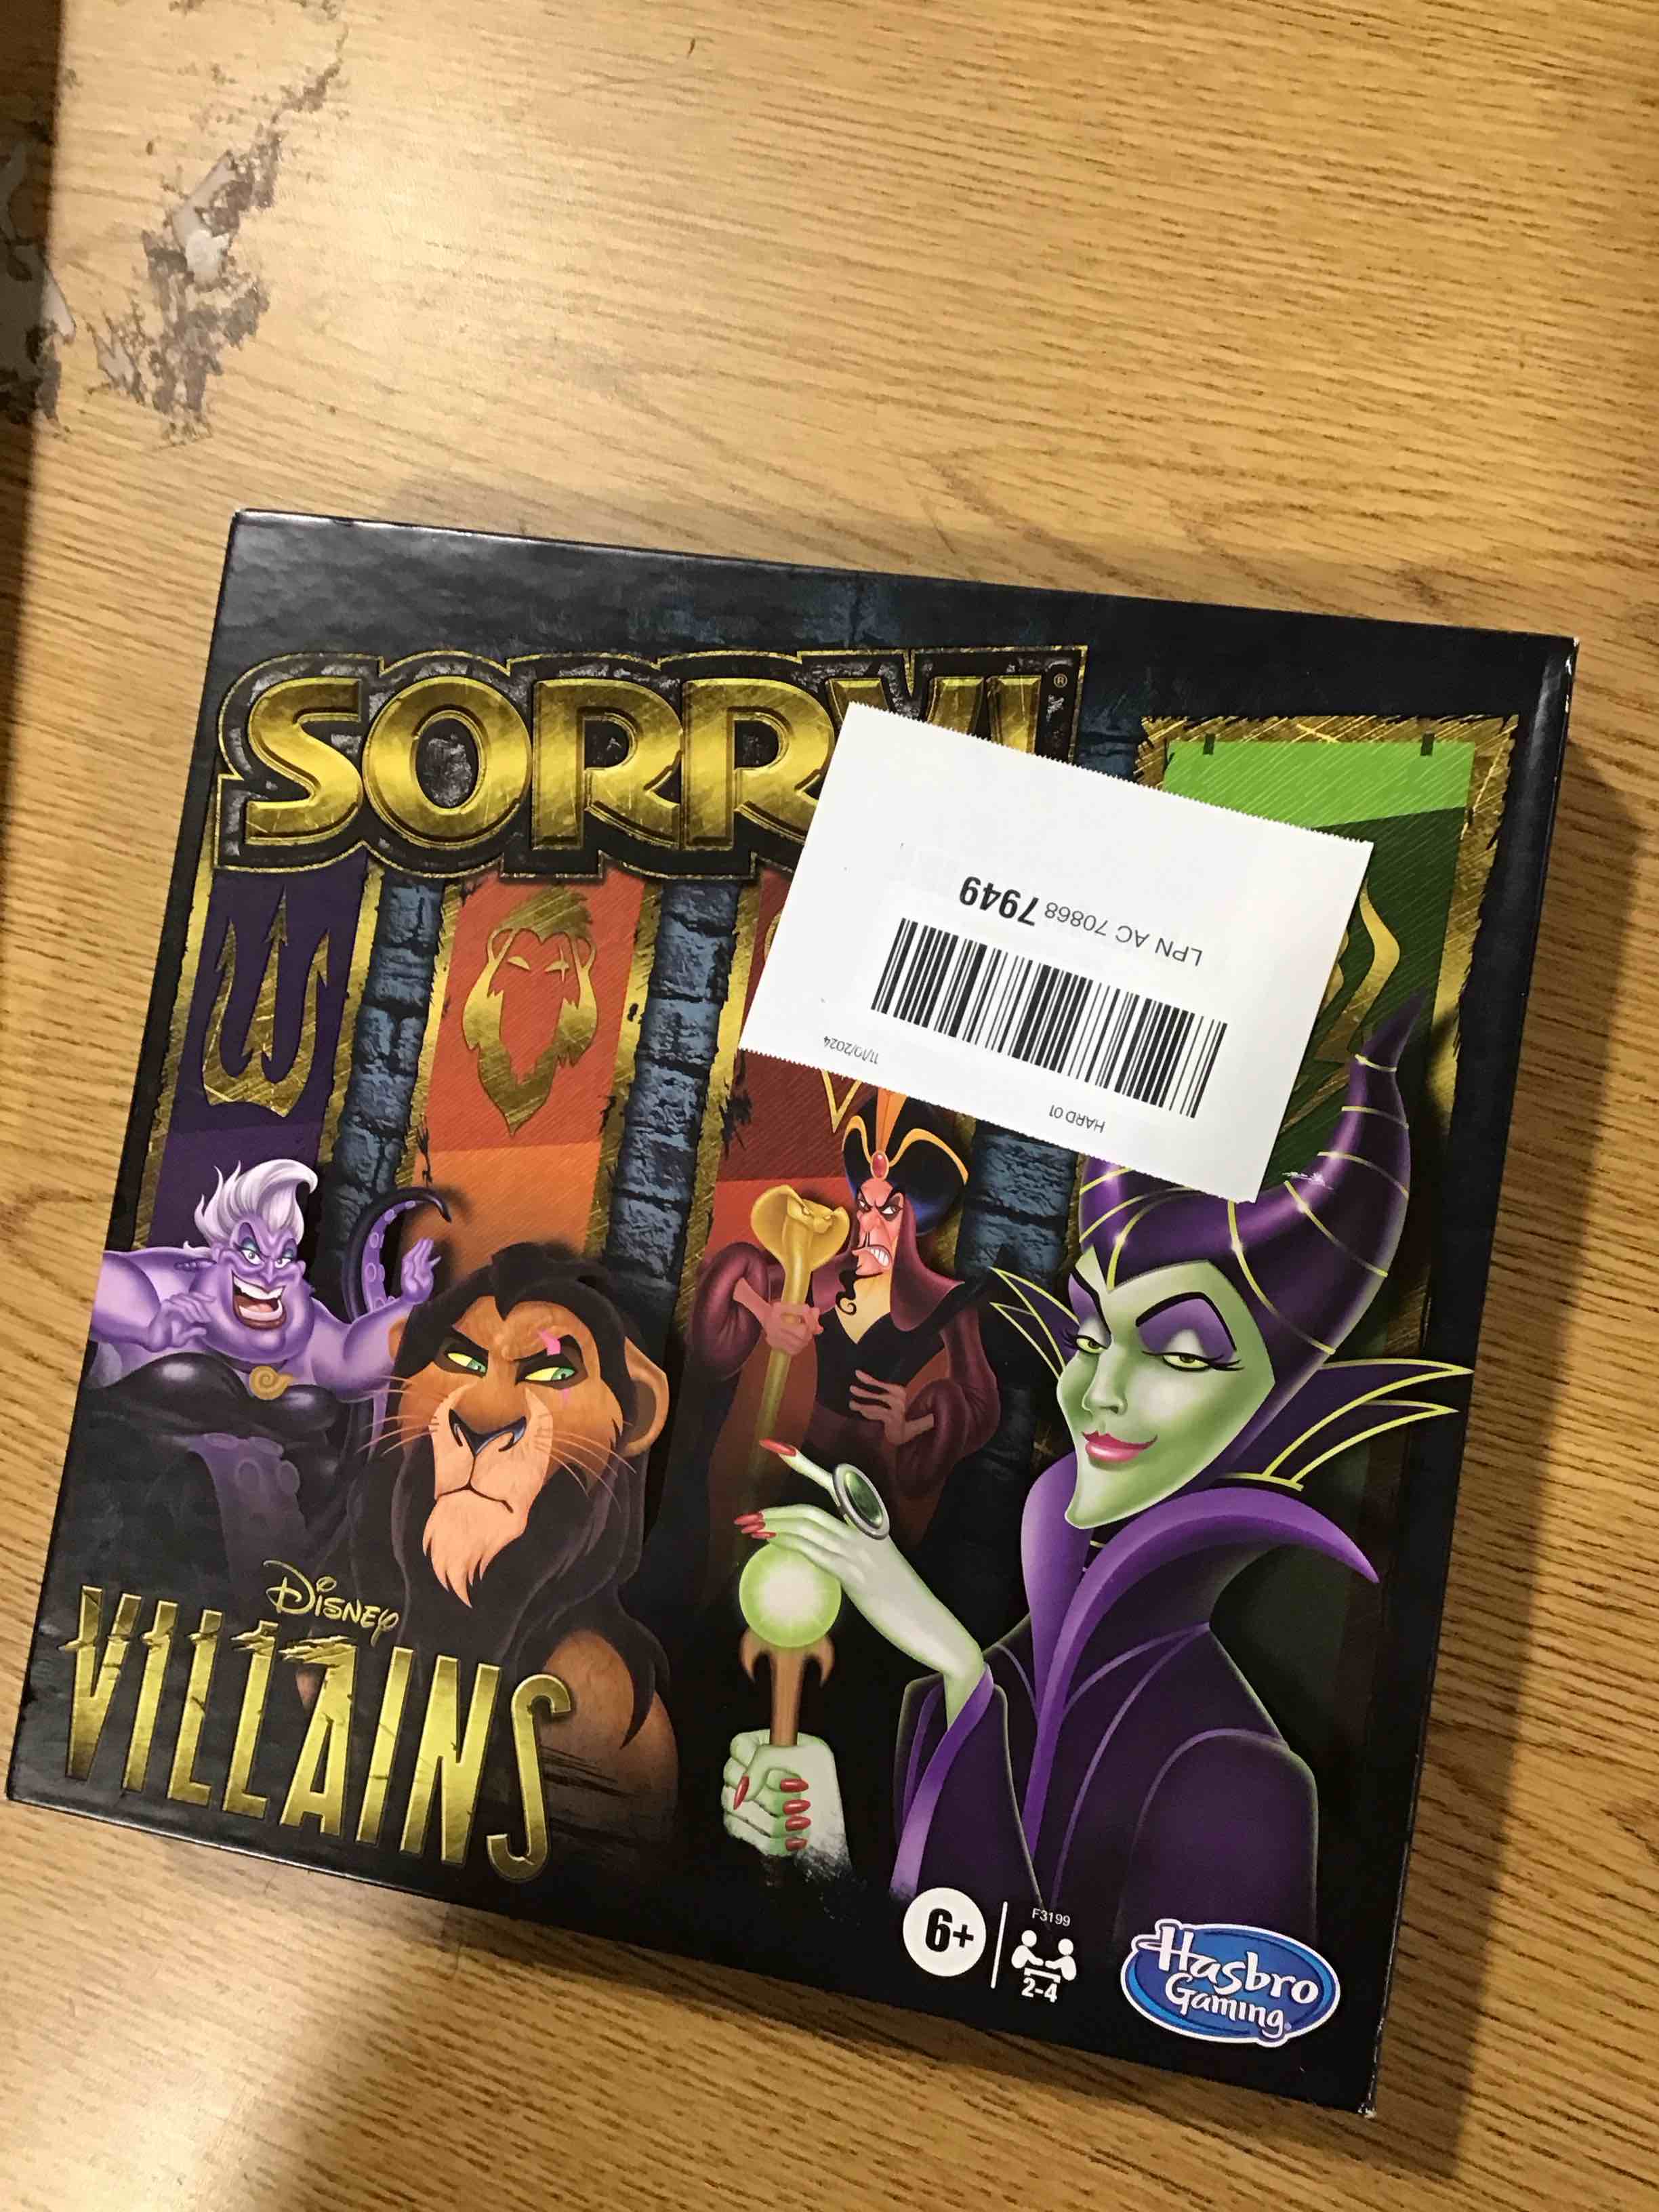 SORRY!®
LPN AC 70868 7949
11/10/2024
HARD 01
DISNEY
VILLAINS
6+
F3199
2-4
Hasbro
Gaming